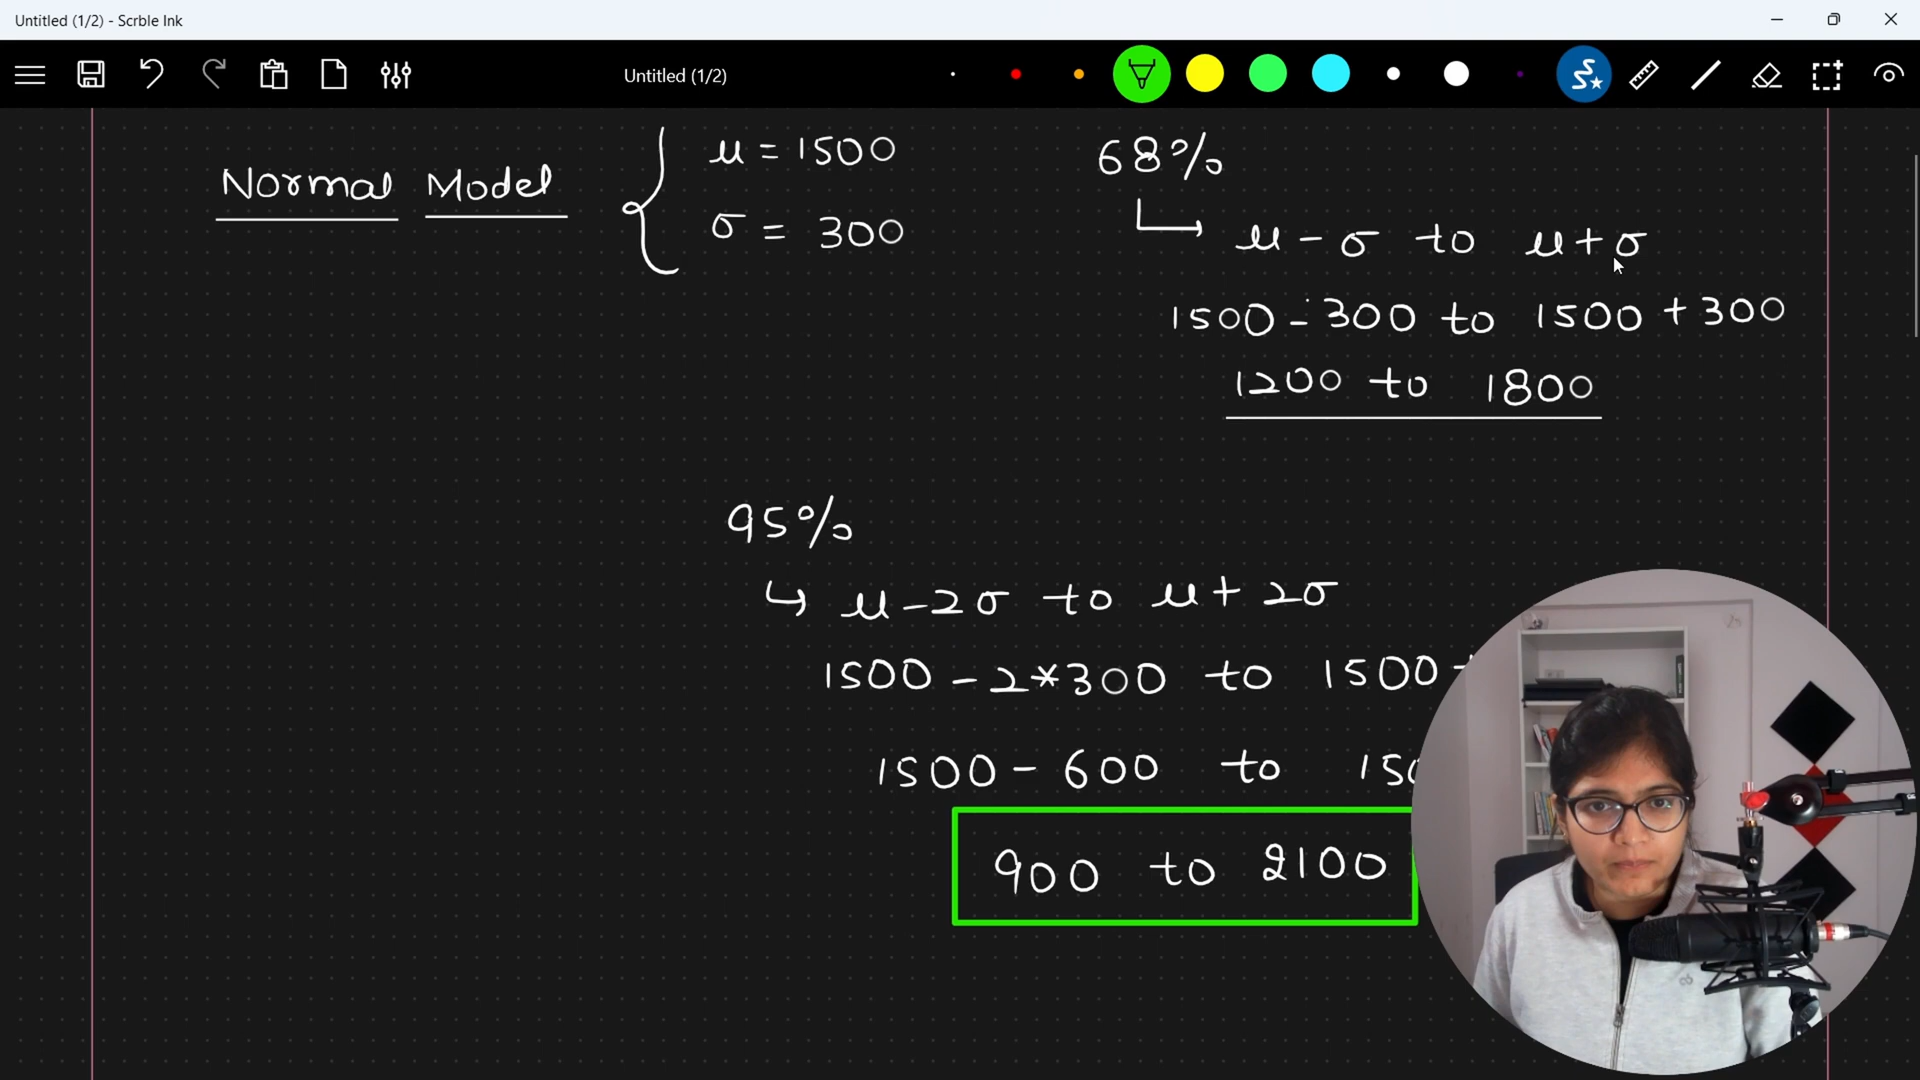 Untitled (1/2) - Scrble Ink
Untitled (1/2)
Normal Model { μ = 1500
σ = 300
68%
↳ μ - σ to μ + σ
1500 - 300 to 1500 + 300
1200 to 1800
95%
↳ μ - 2σ to μ + 2σ
1500 - 2*300 to 1500 +
1500 - 600 to 150
900 to 2100